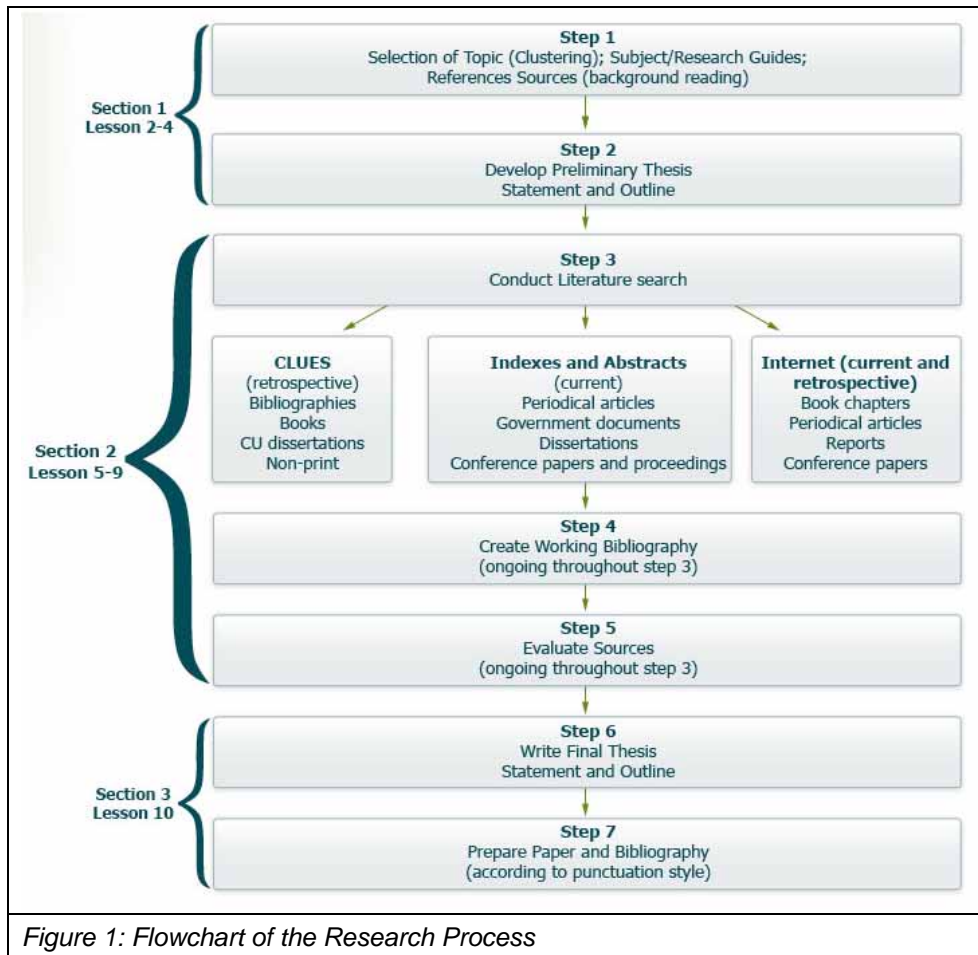 Step 1
Selection of Topic (Clustering); Subject/Research Guides;
References Sources (background reading)
Section 1
Lesson 2-4
Step 2
Develop Preliminary Thesis
Statement and Outline
Step 3
Conduct Literature search
CLUES
(retrospective)
Bibliographies
Books
CU dissertations
Non-print
Indexes and Abstracts
(current)
Periodical articles
Government documents
Dissertations
Conference papers and proceedings
Internet (current and
retrospective)
Book chapters
Periodical articles
Reports
Conference papers
Section 2
Lesson 5-9
Step 4
Create Working Bibliography
(ongoing throughout step 3)
Step 5
Evaluate Sources
(ongoing throughout step 3)
Step 6
Write Final Thesis
Statement and Outline
Section 3
Lesson 10
Step 7
Prepare Paper and Bibliography
(according to punctuation style)
Figure 1: Flowchart of the Research Process